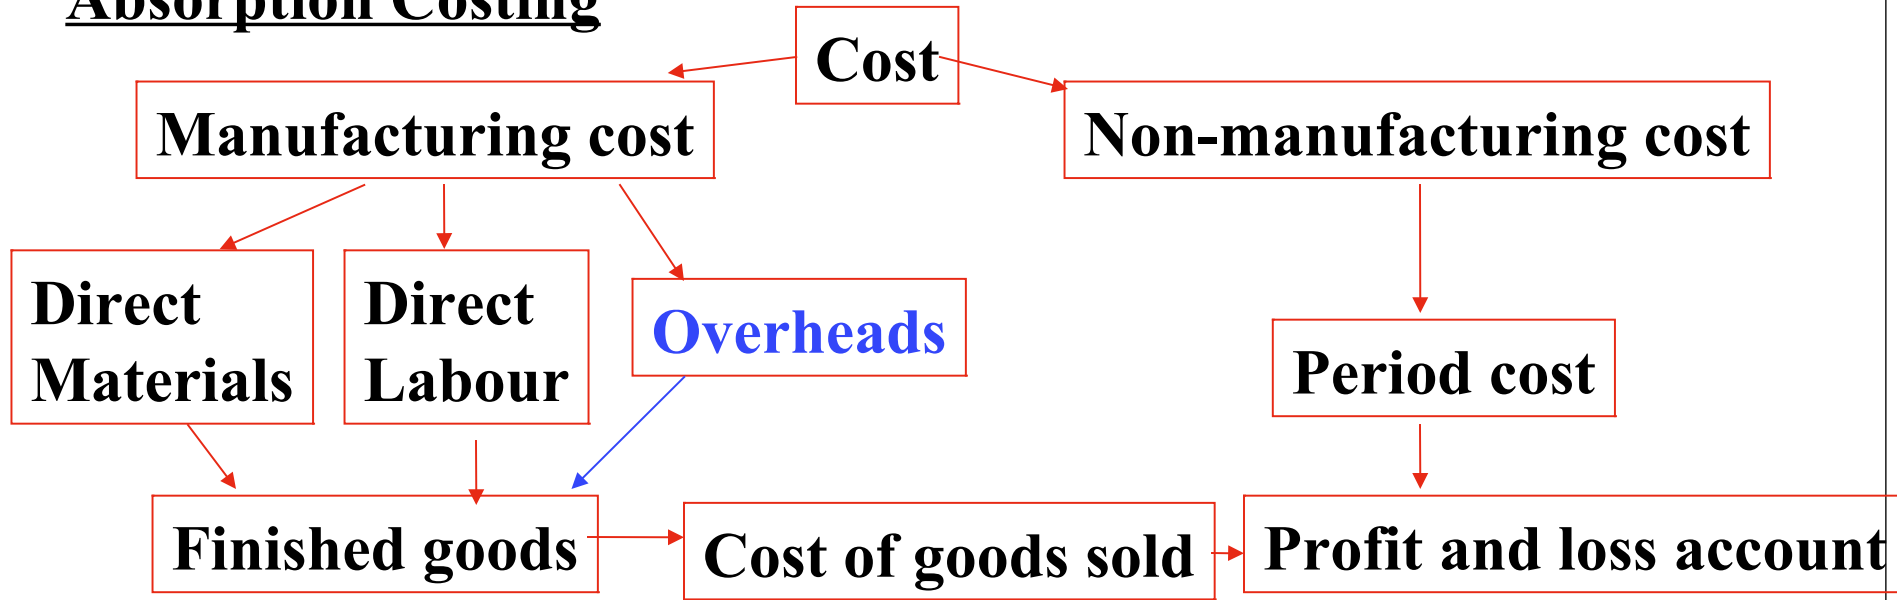 Absorption Costing
Cost
Manufacturing cost
Non-manufacturing cost
Direct
Materials
Direct
Labour
Overheads
Period cost
Finished goods
Cost of goods sold
Profit and loss account